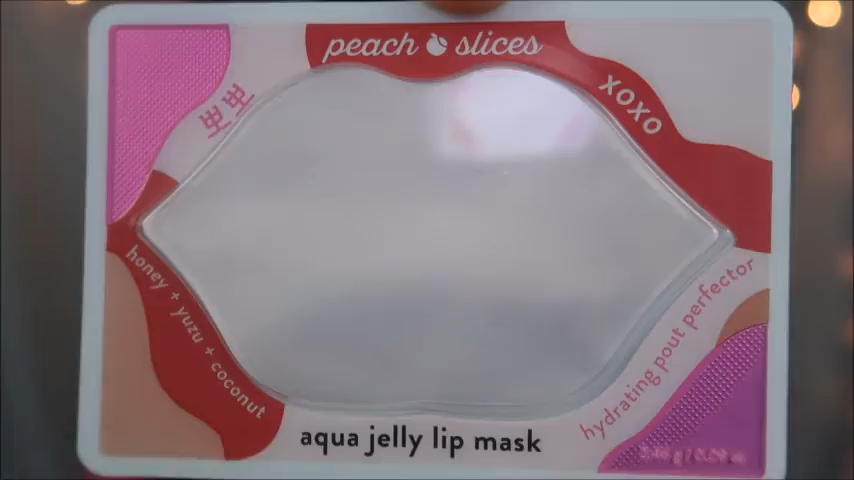 peach slices
뽀뽀
XOXO
honey + yuzu + coconut
hydrating pout perfector
aqua jelly lip mask